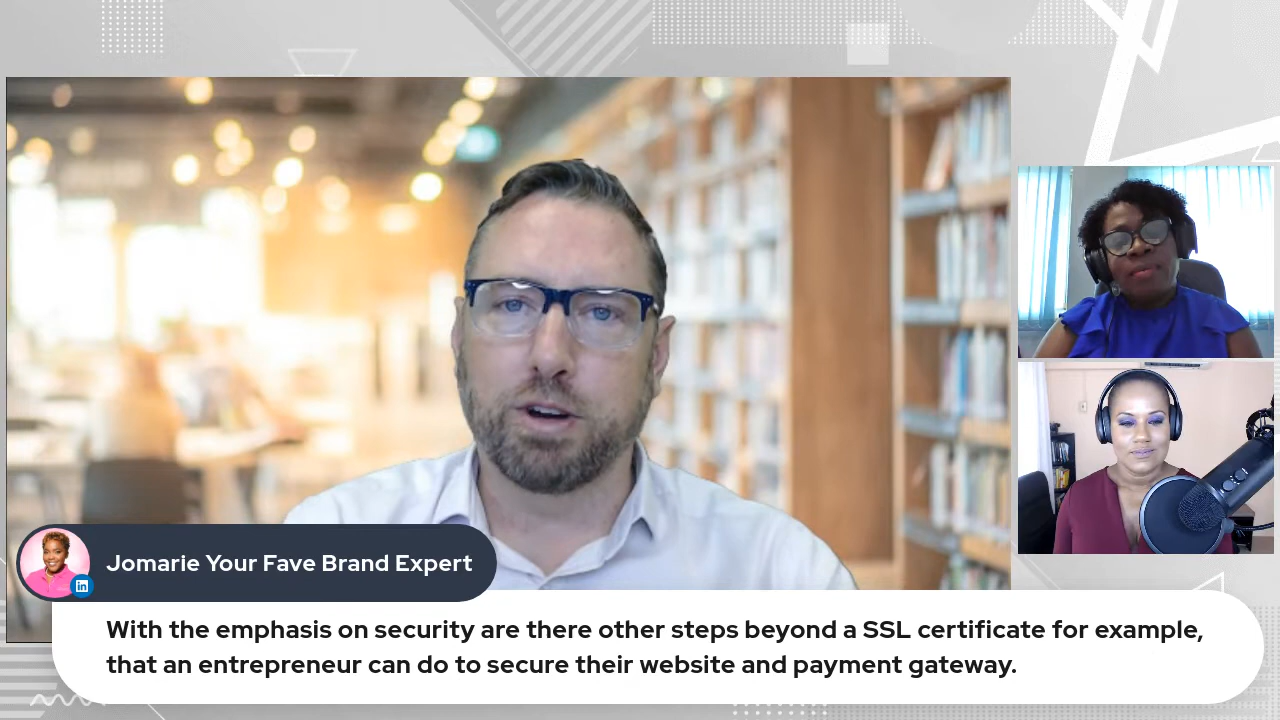 Jomarie Your Fave Brand Expert
in
With the emphasis on security are there other steps beyond a SSL certificate for example,
that an entrepreneur can do to secure their website and payment gateway.